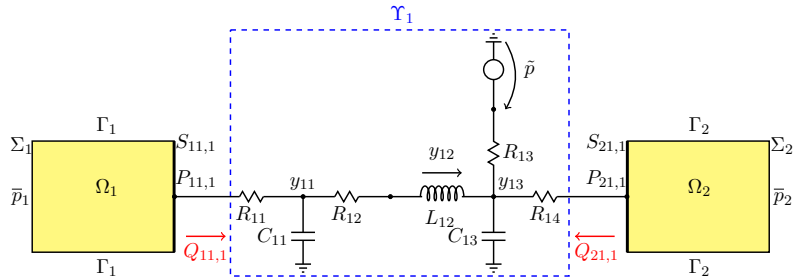 Υ₁
p̃
Γ₁ Γ₂
Σ₁ S₁₁,₁ S₂₁,₁ Σ₂
y₁₂ R₁₃
p̅₁ Ω₁ P₁₁,₁ y₁₁ y₁₃ P₂₁,₁ Ω₂ p̅₂
R₁₁ R₁₂ L₁₂ R₁₄
C₁₁ C₁₃
Q₁₁,₁ Q₂₁,₁
Γ₁ Γ₂